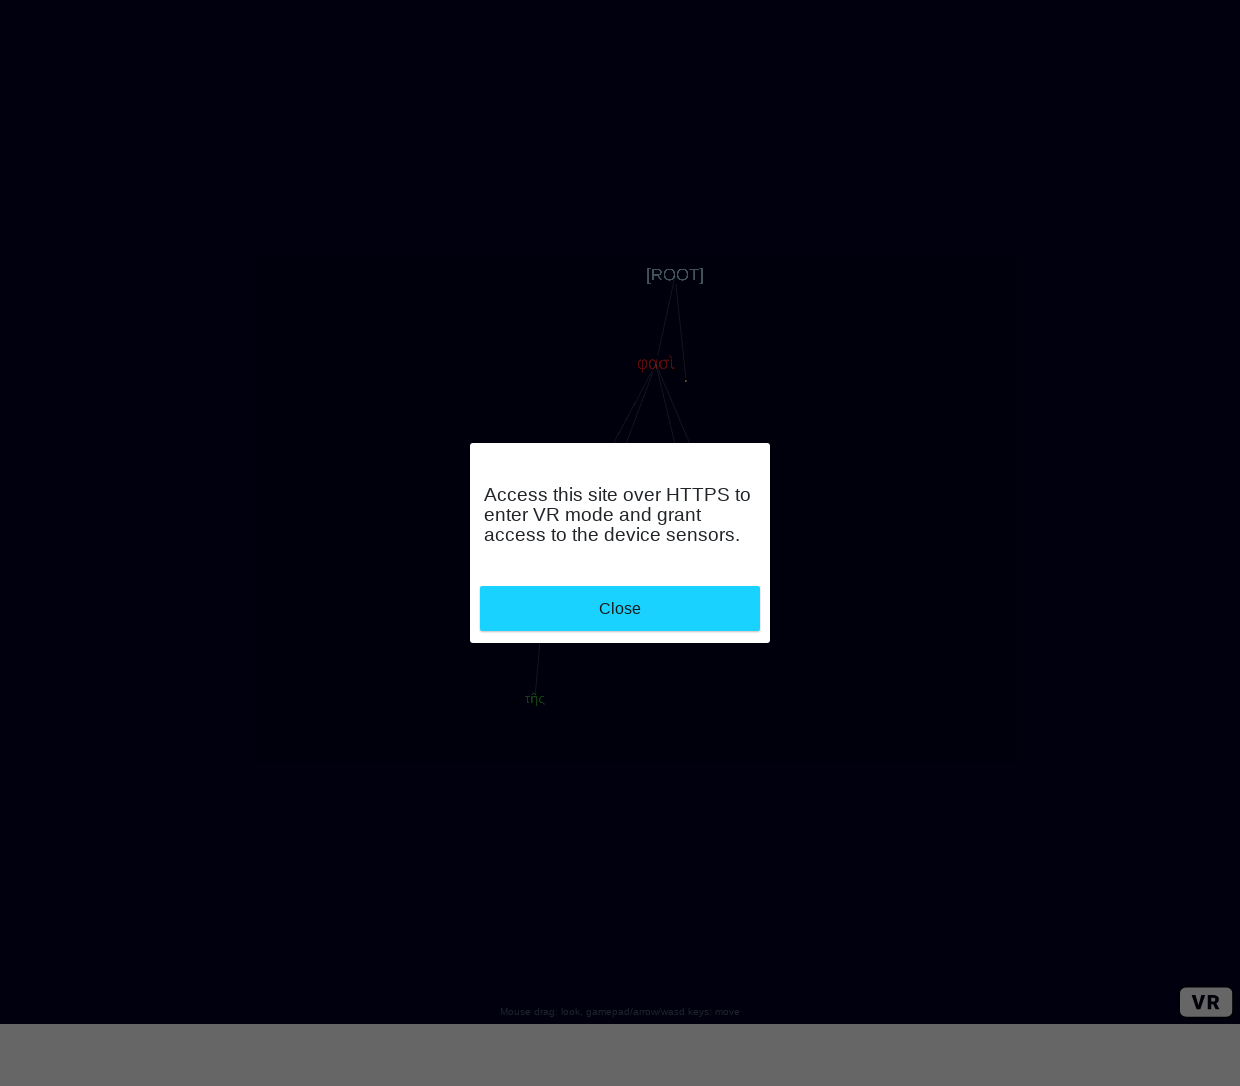 [ROOT]
φασὶ
.
Access this site over HTTPS to
enter VR mode and grant
access to the device sensors.
Close
τῆς
Mouse drag: look, gamepad/arrow/wasd keys: move
VR